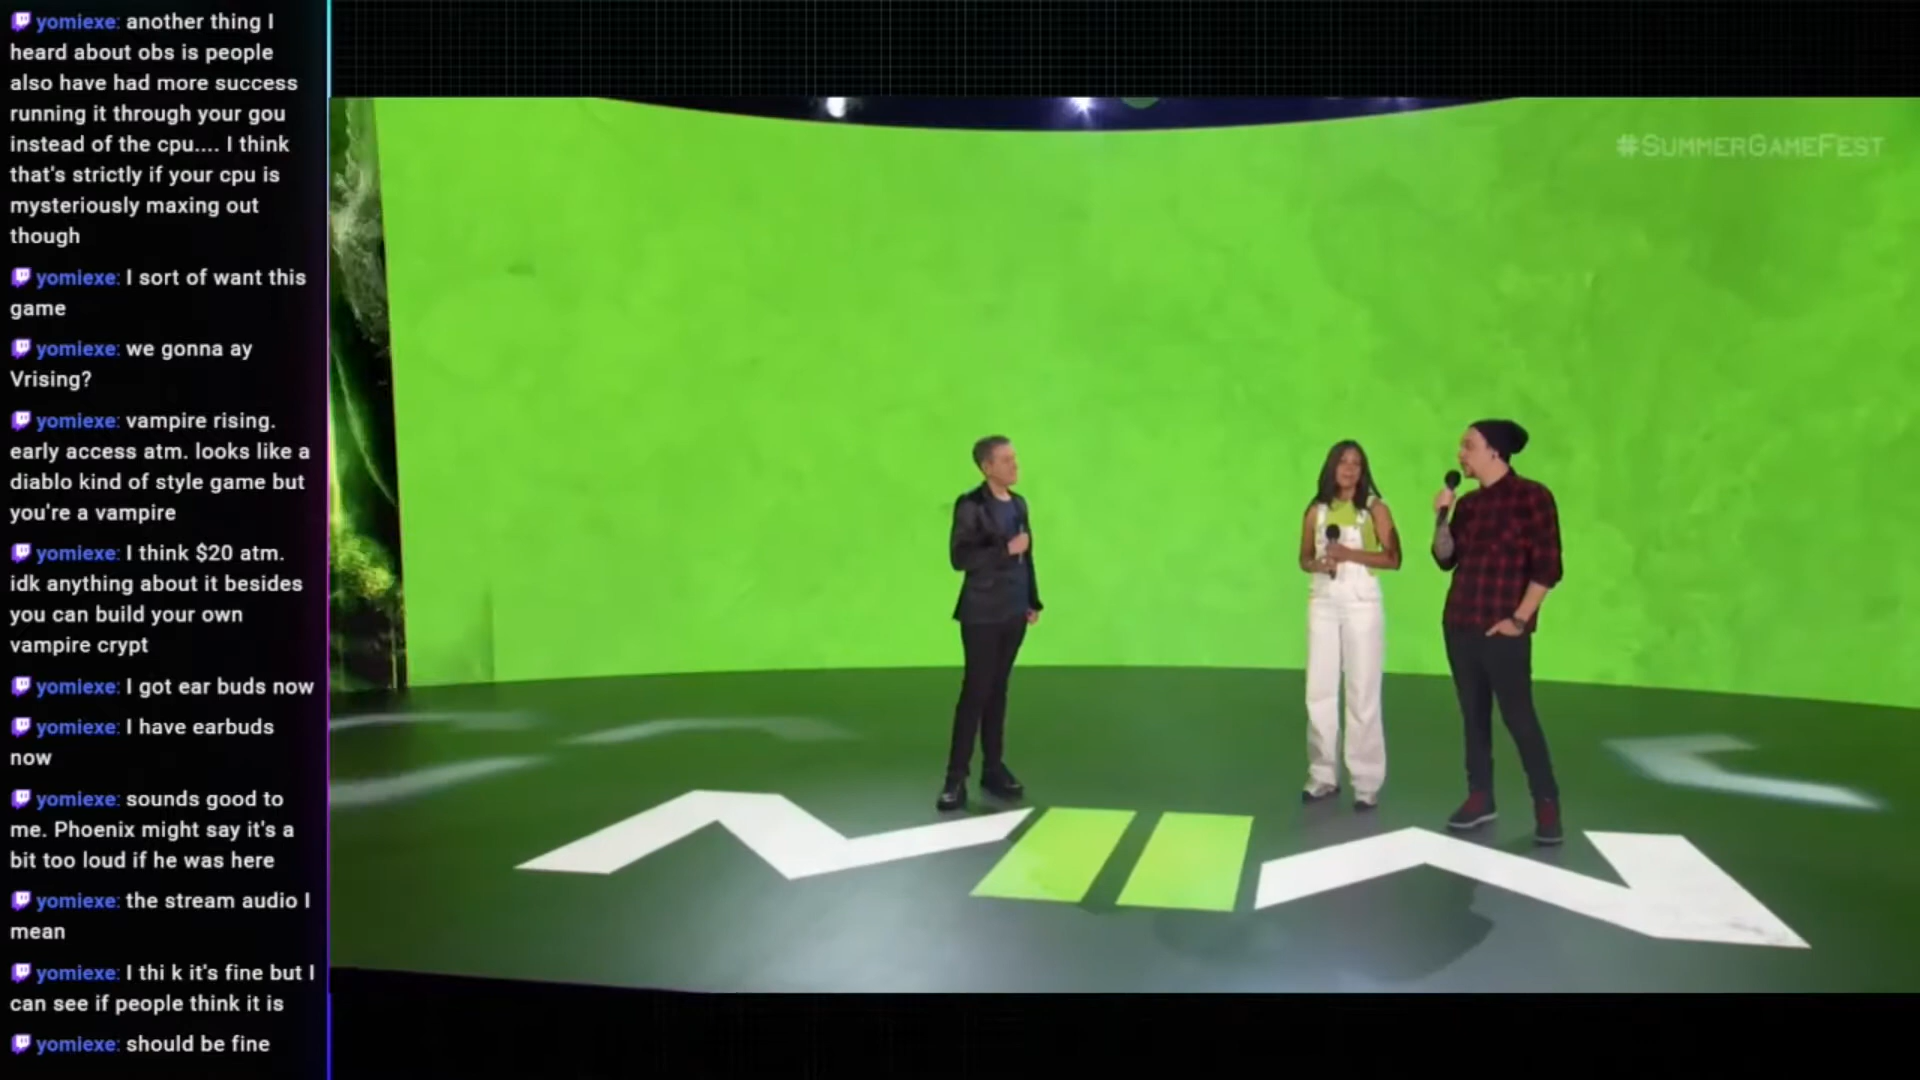 yomiexe: another thing I
heard about obs is people
also have had more success
running it through your gou
instead of the cpu.... I think
that's strictly if your cpu is
mysteriously maxing out
though
yomiexe: I sort of want this
game
yomiexe: we gonna ay
Vrising?
yomiexe: vampire rising.
early access atm. looks like a
diablo kind of style game but
you're a vampire
yomiexe: I think $20 atm.
idk anything about it besides
you can build your own
vampire crypt
yomiexe: I got ear buds now
yomiexe: I have earbuds
now
yomiexe: sounds good to
me. Phoenix might say it's a
bit too loud if he was here
yomiexe: the stream audio I
mean
yomiexe: I thi k it's fine but I
can see if people think it is
yomiexe: should be fine
#SUMMERGAMEFEST